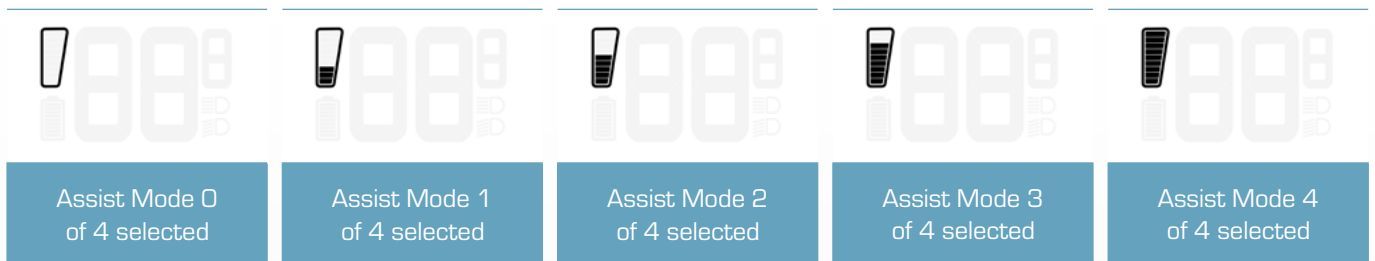 Assist Mode 0
of 4 selected
Assist Mode 1
of 4 selected
Assist Mode 2
of 4 selected
Assist Mode 3
of 4 selected
Assist Mode 4
of 4 selected